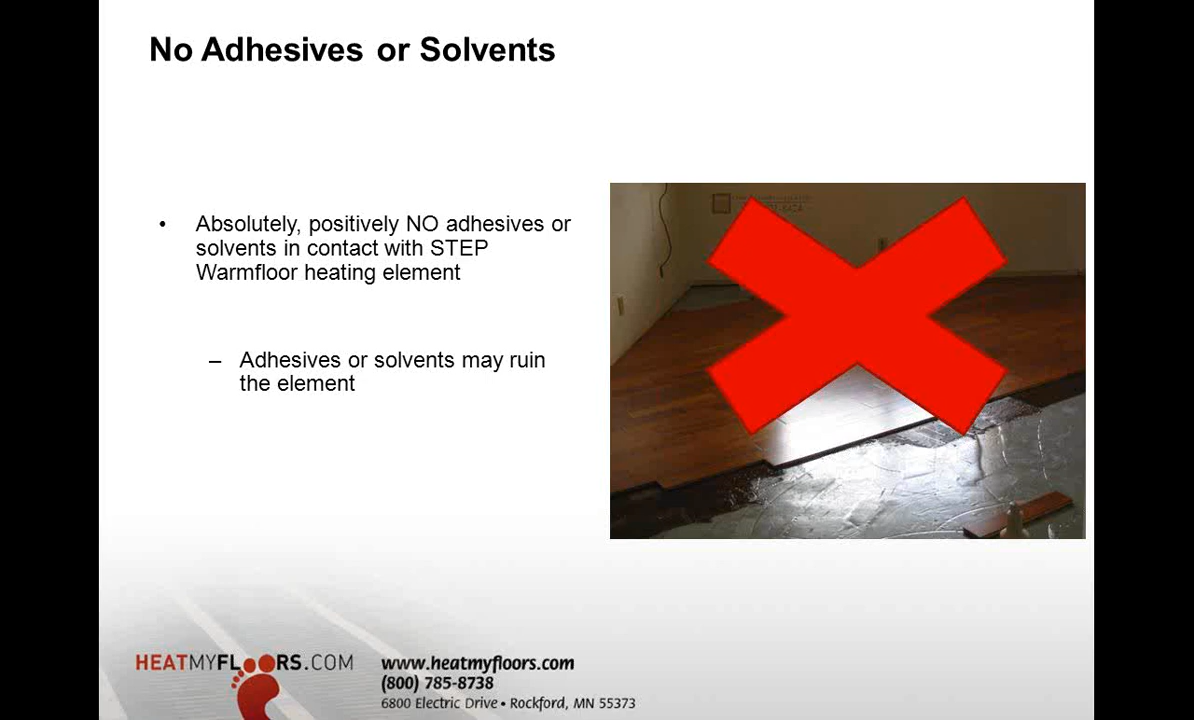 No Adhesives or Solvents
• Absolutely, positively NO adhesives or
solvents in contact with STEP
Warmfloor heating element
– Adhesives or solvents may ruin
the element
HEATMYFLOORS.COM
www.heatmyfloors.com
(800) 785-8738
6800 Electric Drive • Rockford, MN 55373